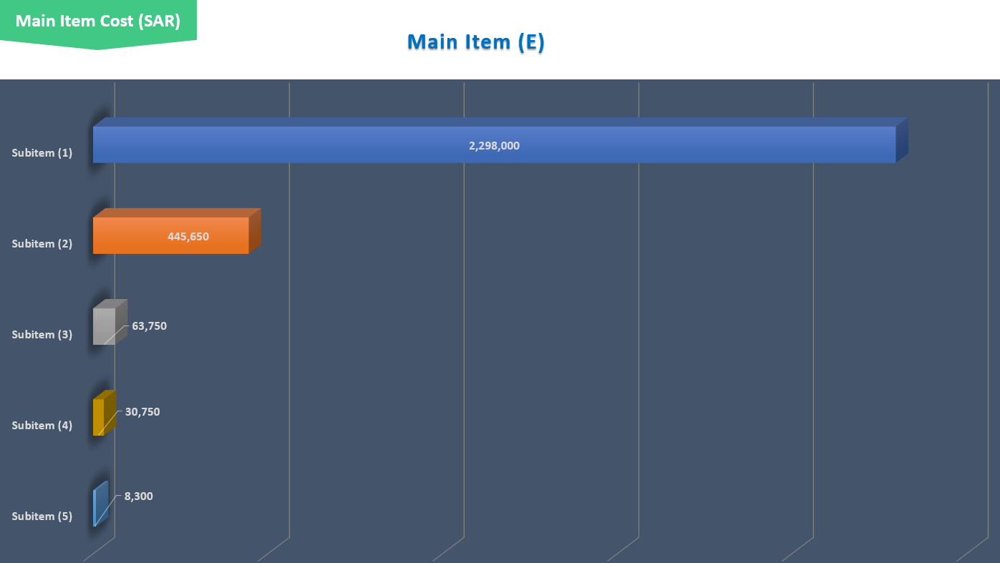 Main Item Cost (SAR)
Main Item (E)
Subitem (1)
2,298,000
Subitem (2)
445,650
Subitem (3)
63,750
Subitem (4)
30,750
Subitem (5)
8,300